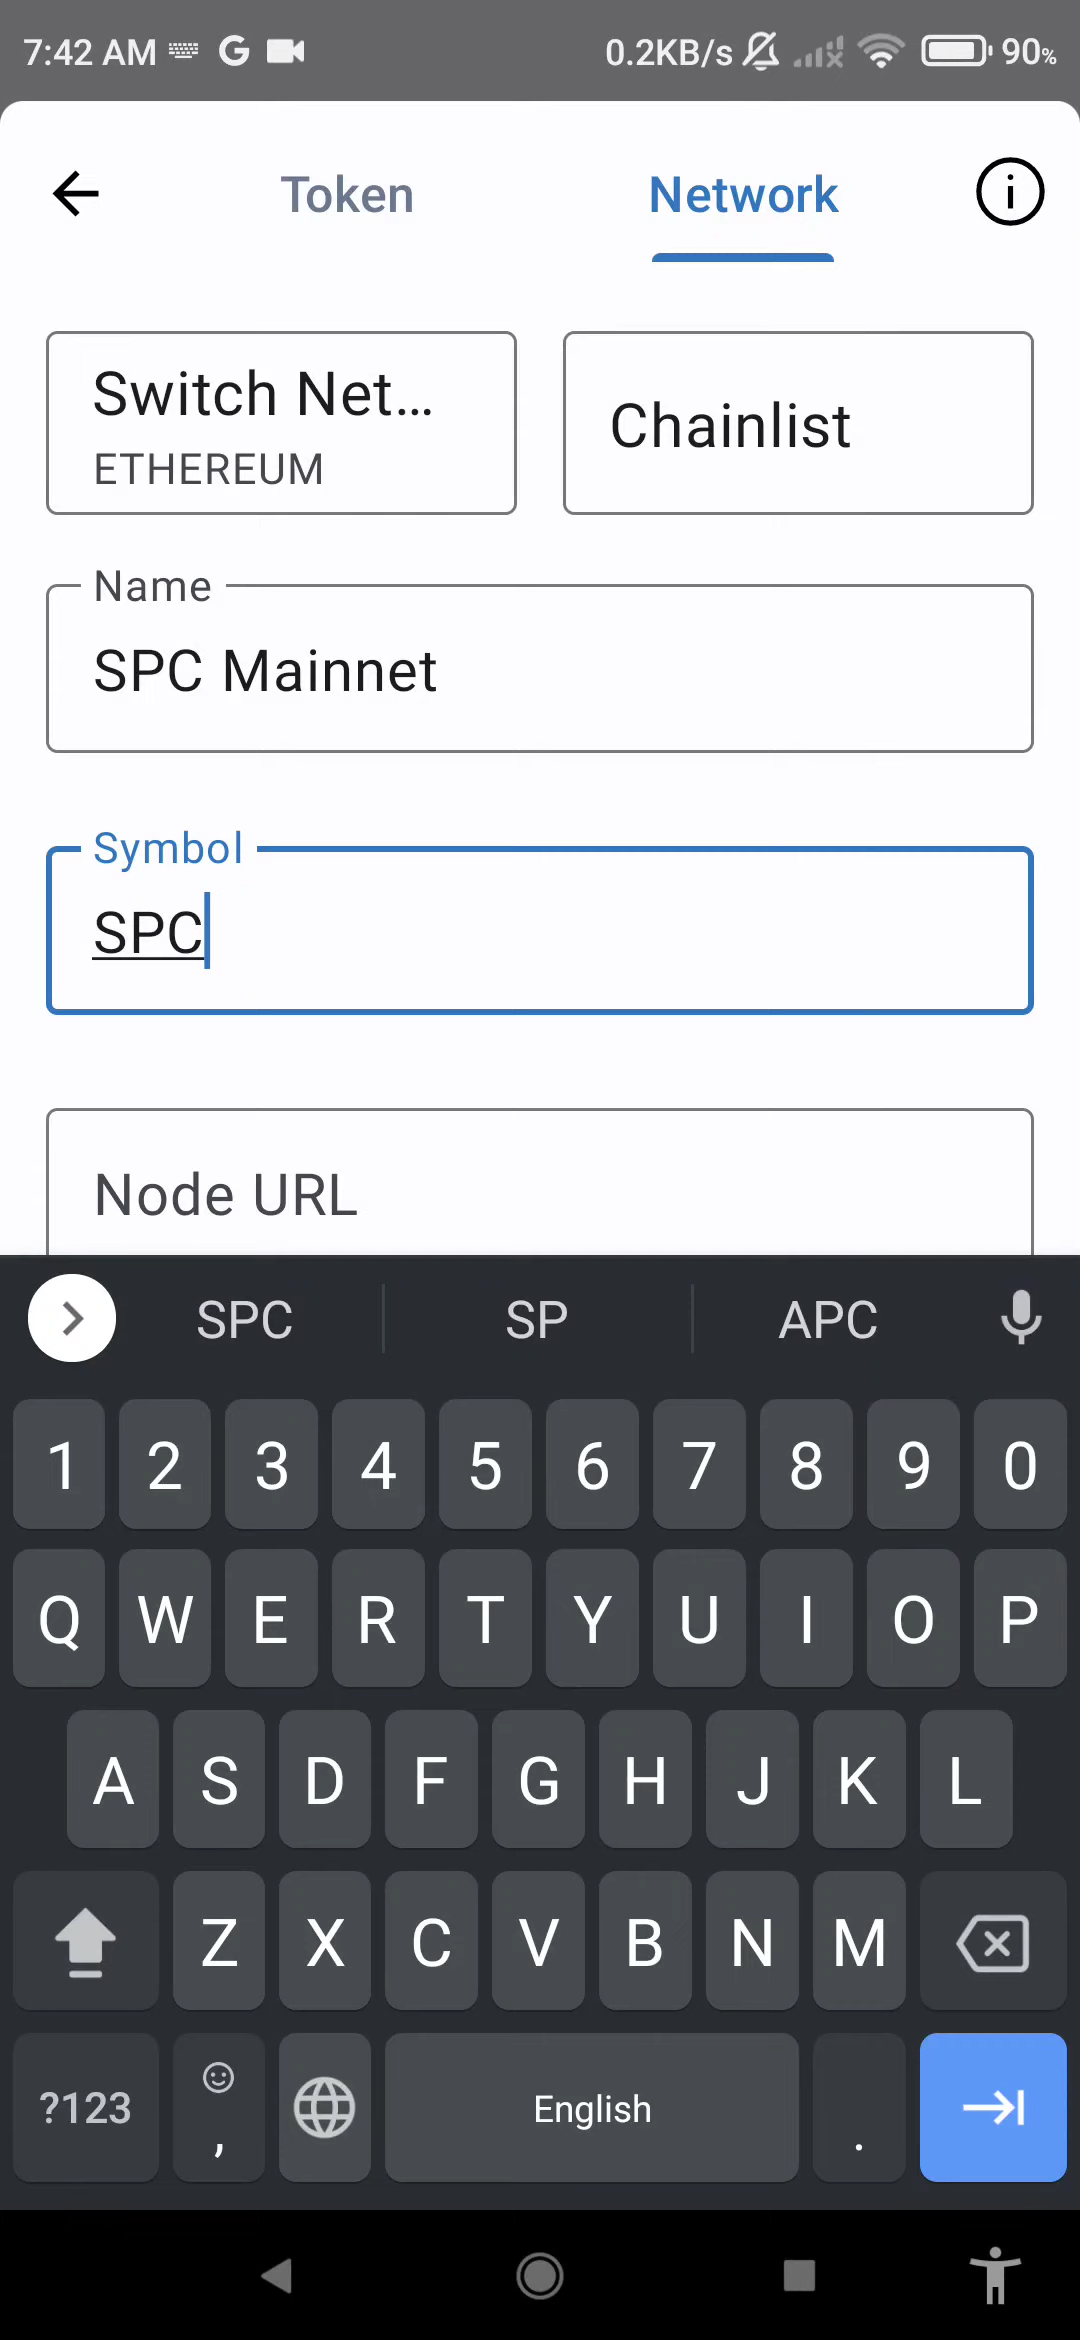 7:42 AM G 0.2KB/s 90%
Token Network
Switch Net...
ETHEREUM
Chainlist
Name
SPC Mainnet
Symbol
SPC
Node URL
SPC SP APC
1 2 3 4 5 6 7 8 9 0
Q W E R T Y U I O P
A S D F G H J K L
Z X C V B N M
?123 , English .